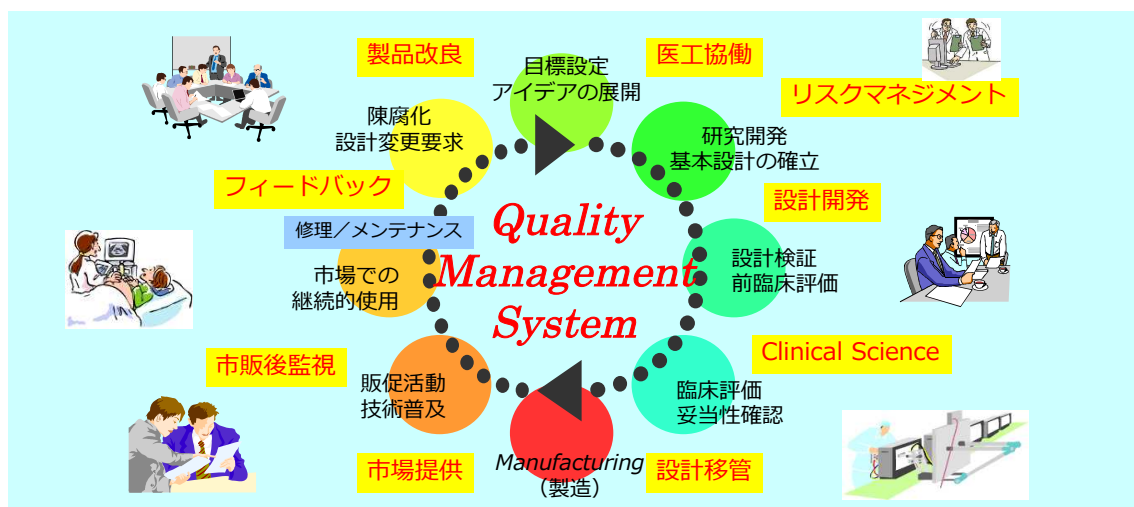 製品改良
目標設定
アイデアの展開
医工協働
リスクマネジメント
陳腐化
設計変更要求
研究開発
基本設計の確立
フィードバック
設計開発
修理／メンテナンス
Quality
Management
System
市場での
継続的使用
設計検証
前臨床評価
市販後監視
Clinical Science
販促活動
技術普及
臨床評価
妥当性確認
市場提供
Manufacturing
（製造）
設計移管